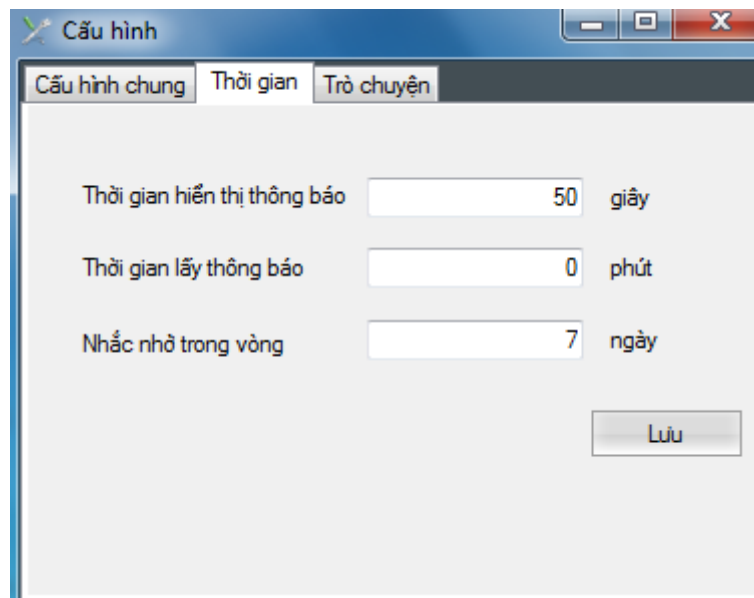 Cấu hình
Cấu hình chung Thời gian Trò chuyện
Thời gian hiển thị thông báo 50 giây
Thời gian lấy thông báo 0 phút
Nhắc nhở trong vòng 7 ngày
Lưu